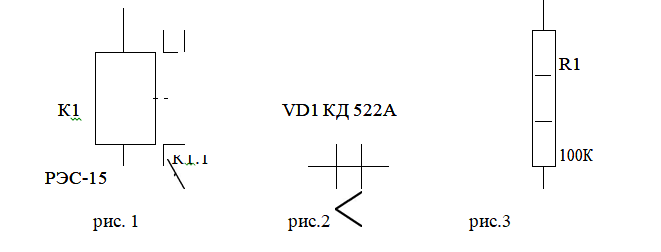 R1
К1
VD1 КД 522А
К1.1
100К
РЭС-15
рис. 1
рис.2
рис.3